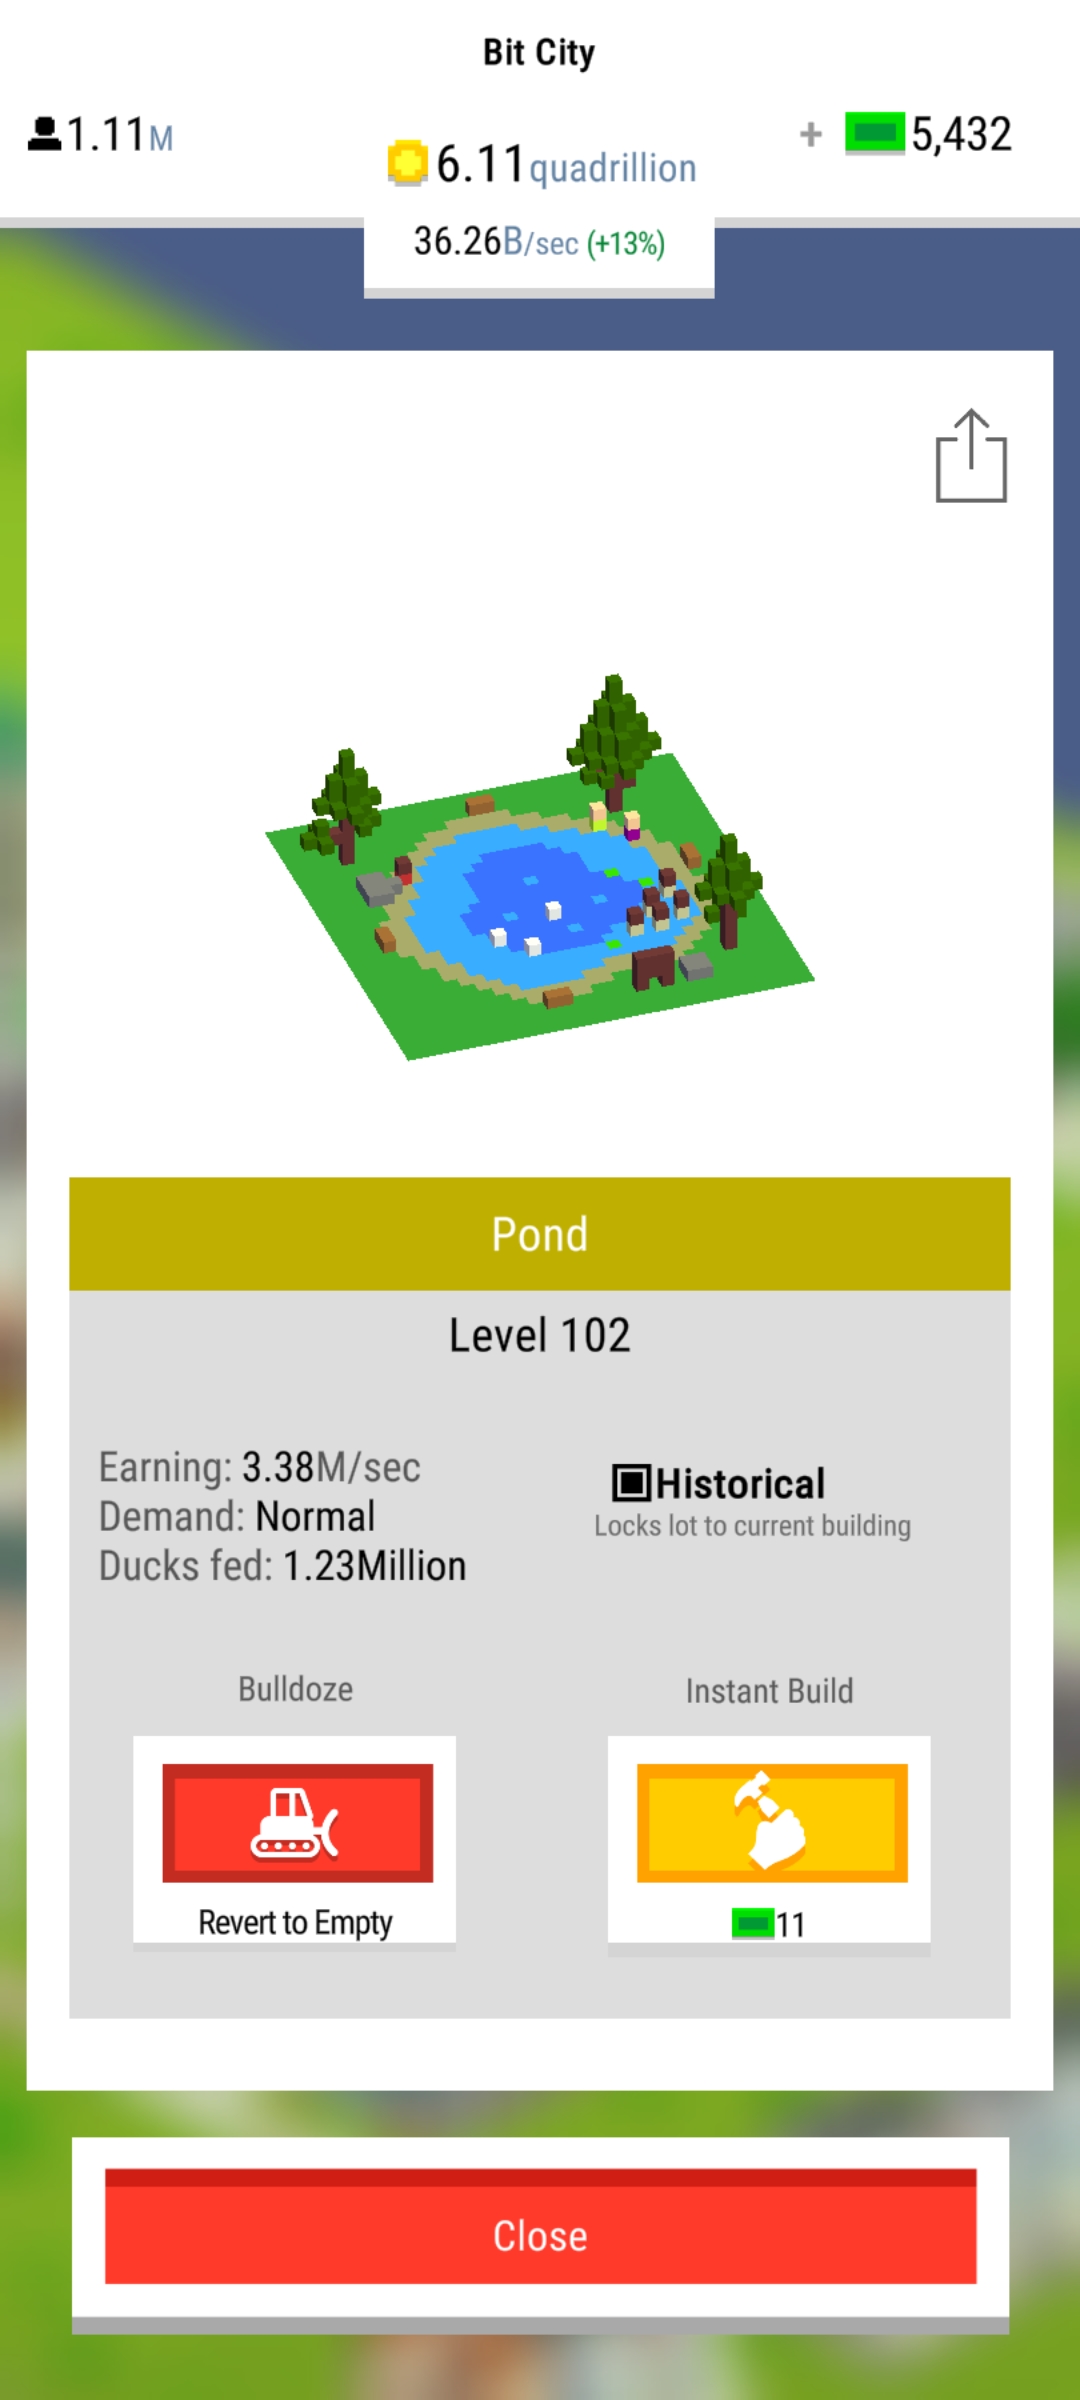 Bit City
1.11M
6.11quadrillion
+ 5,432
36.26B/sec (+13%)
Pond
Level 102
Earning: 3.38M/sec
Demand: Normal
Ducks fed: 1.23Million
Historical
Locks lot to current building
Bulldoze
Instant Build
Revert to Empty
11
Close